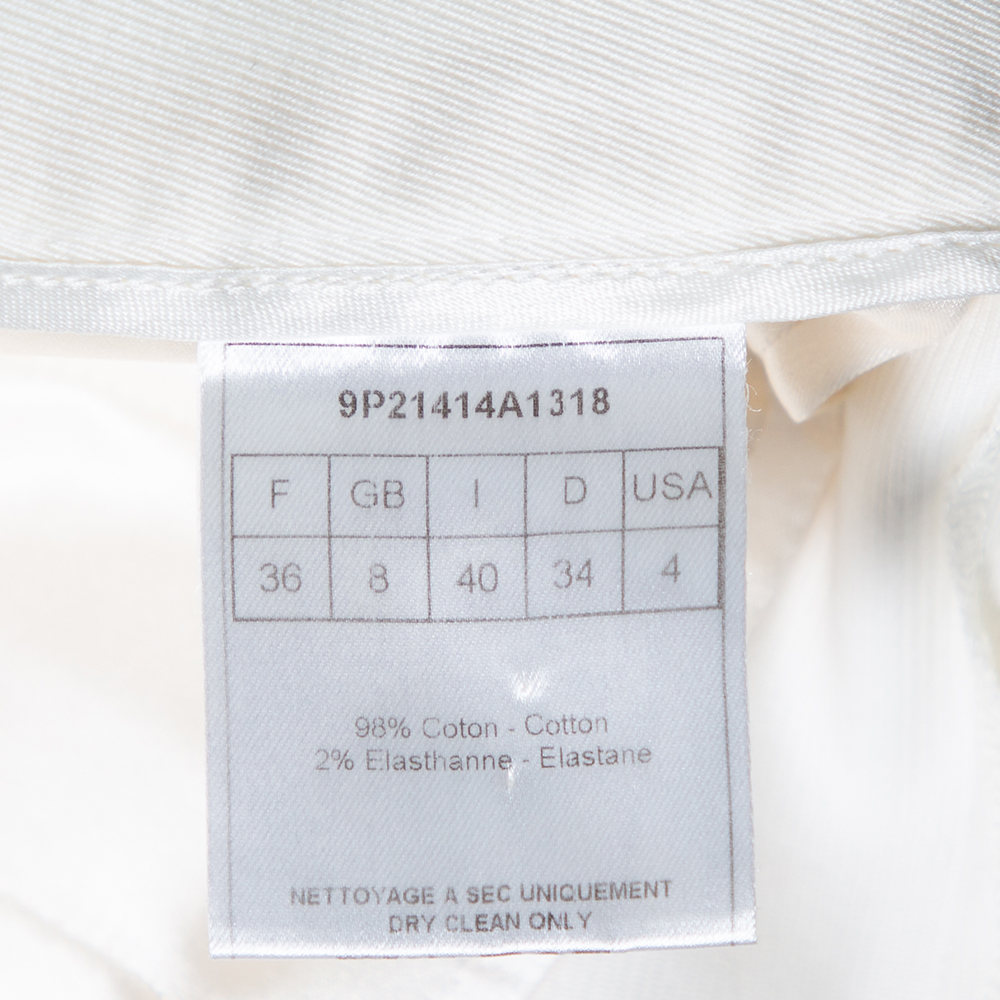 9P21414A1318
F GB I D USA
36 8 40 34 4
98% Coton - Cotton
2% Elasthanne - Elastane
NETTOYAGE A SEC UNIQUEMENT
DRY CLEAN ONLY